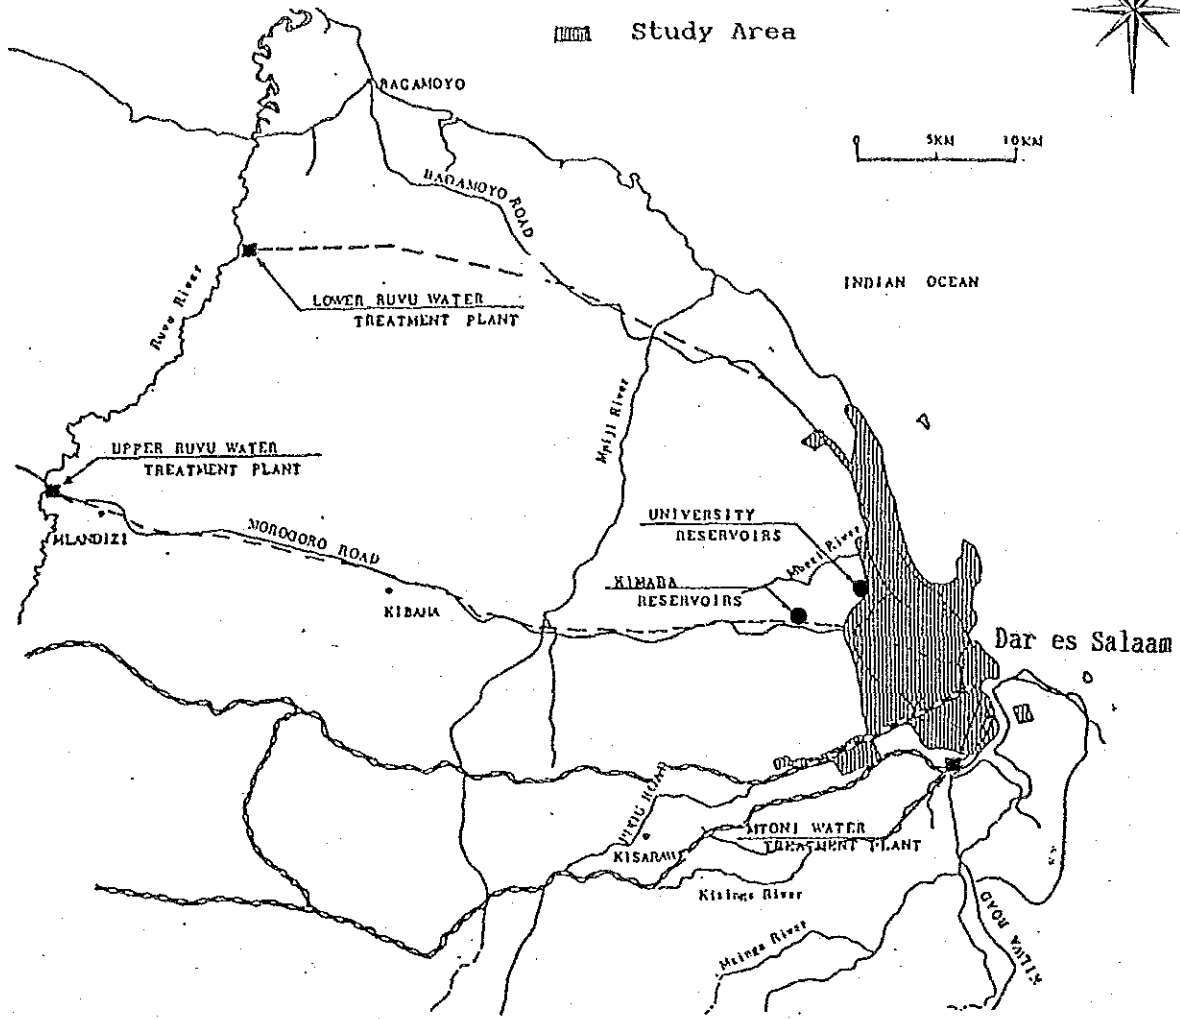 Study Area
BAGAMOYO
0 5KM 10KM
BAGAMOYO ROAD
INDIAN OCEAN
Ruvu River
LOWER RUVU WATER
TREATMENT PLANT
Mpiji River
UPPER RUVU WATER
TREATMENT PLANT
MLANDIZI
MOROGORO ROAD
UNIVERSITY
RESERVOIRS
Mbezi River
KIMARA
RESERVOIRS
KIBAHA
Dar es Salaam
ROAD
MTONI WATER
TREATMENT PLANT
KISARAWE
Kizinga River
Mzinga River
KILWA ROAD